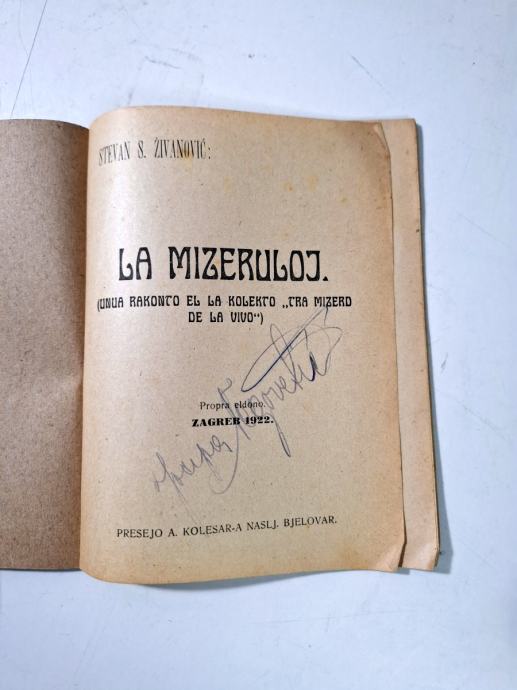 STEVAN S. ŽIVANOVIĆ:
LA MIZERULOJ.
(UNUA RAKONTO EL LA KOLEKTO „TRA MIZERO
DE LA VIVO“)
Propra eldono.
ZAGREB 1922.
PRESEJO A. KOLESAR-A NASLJ. BJELOVAR.